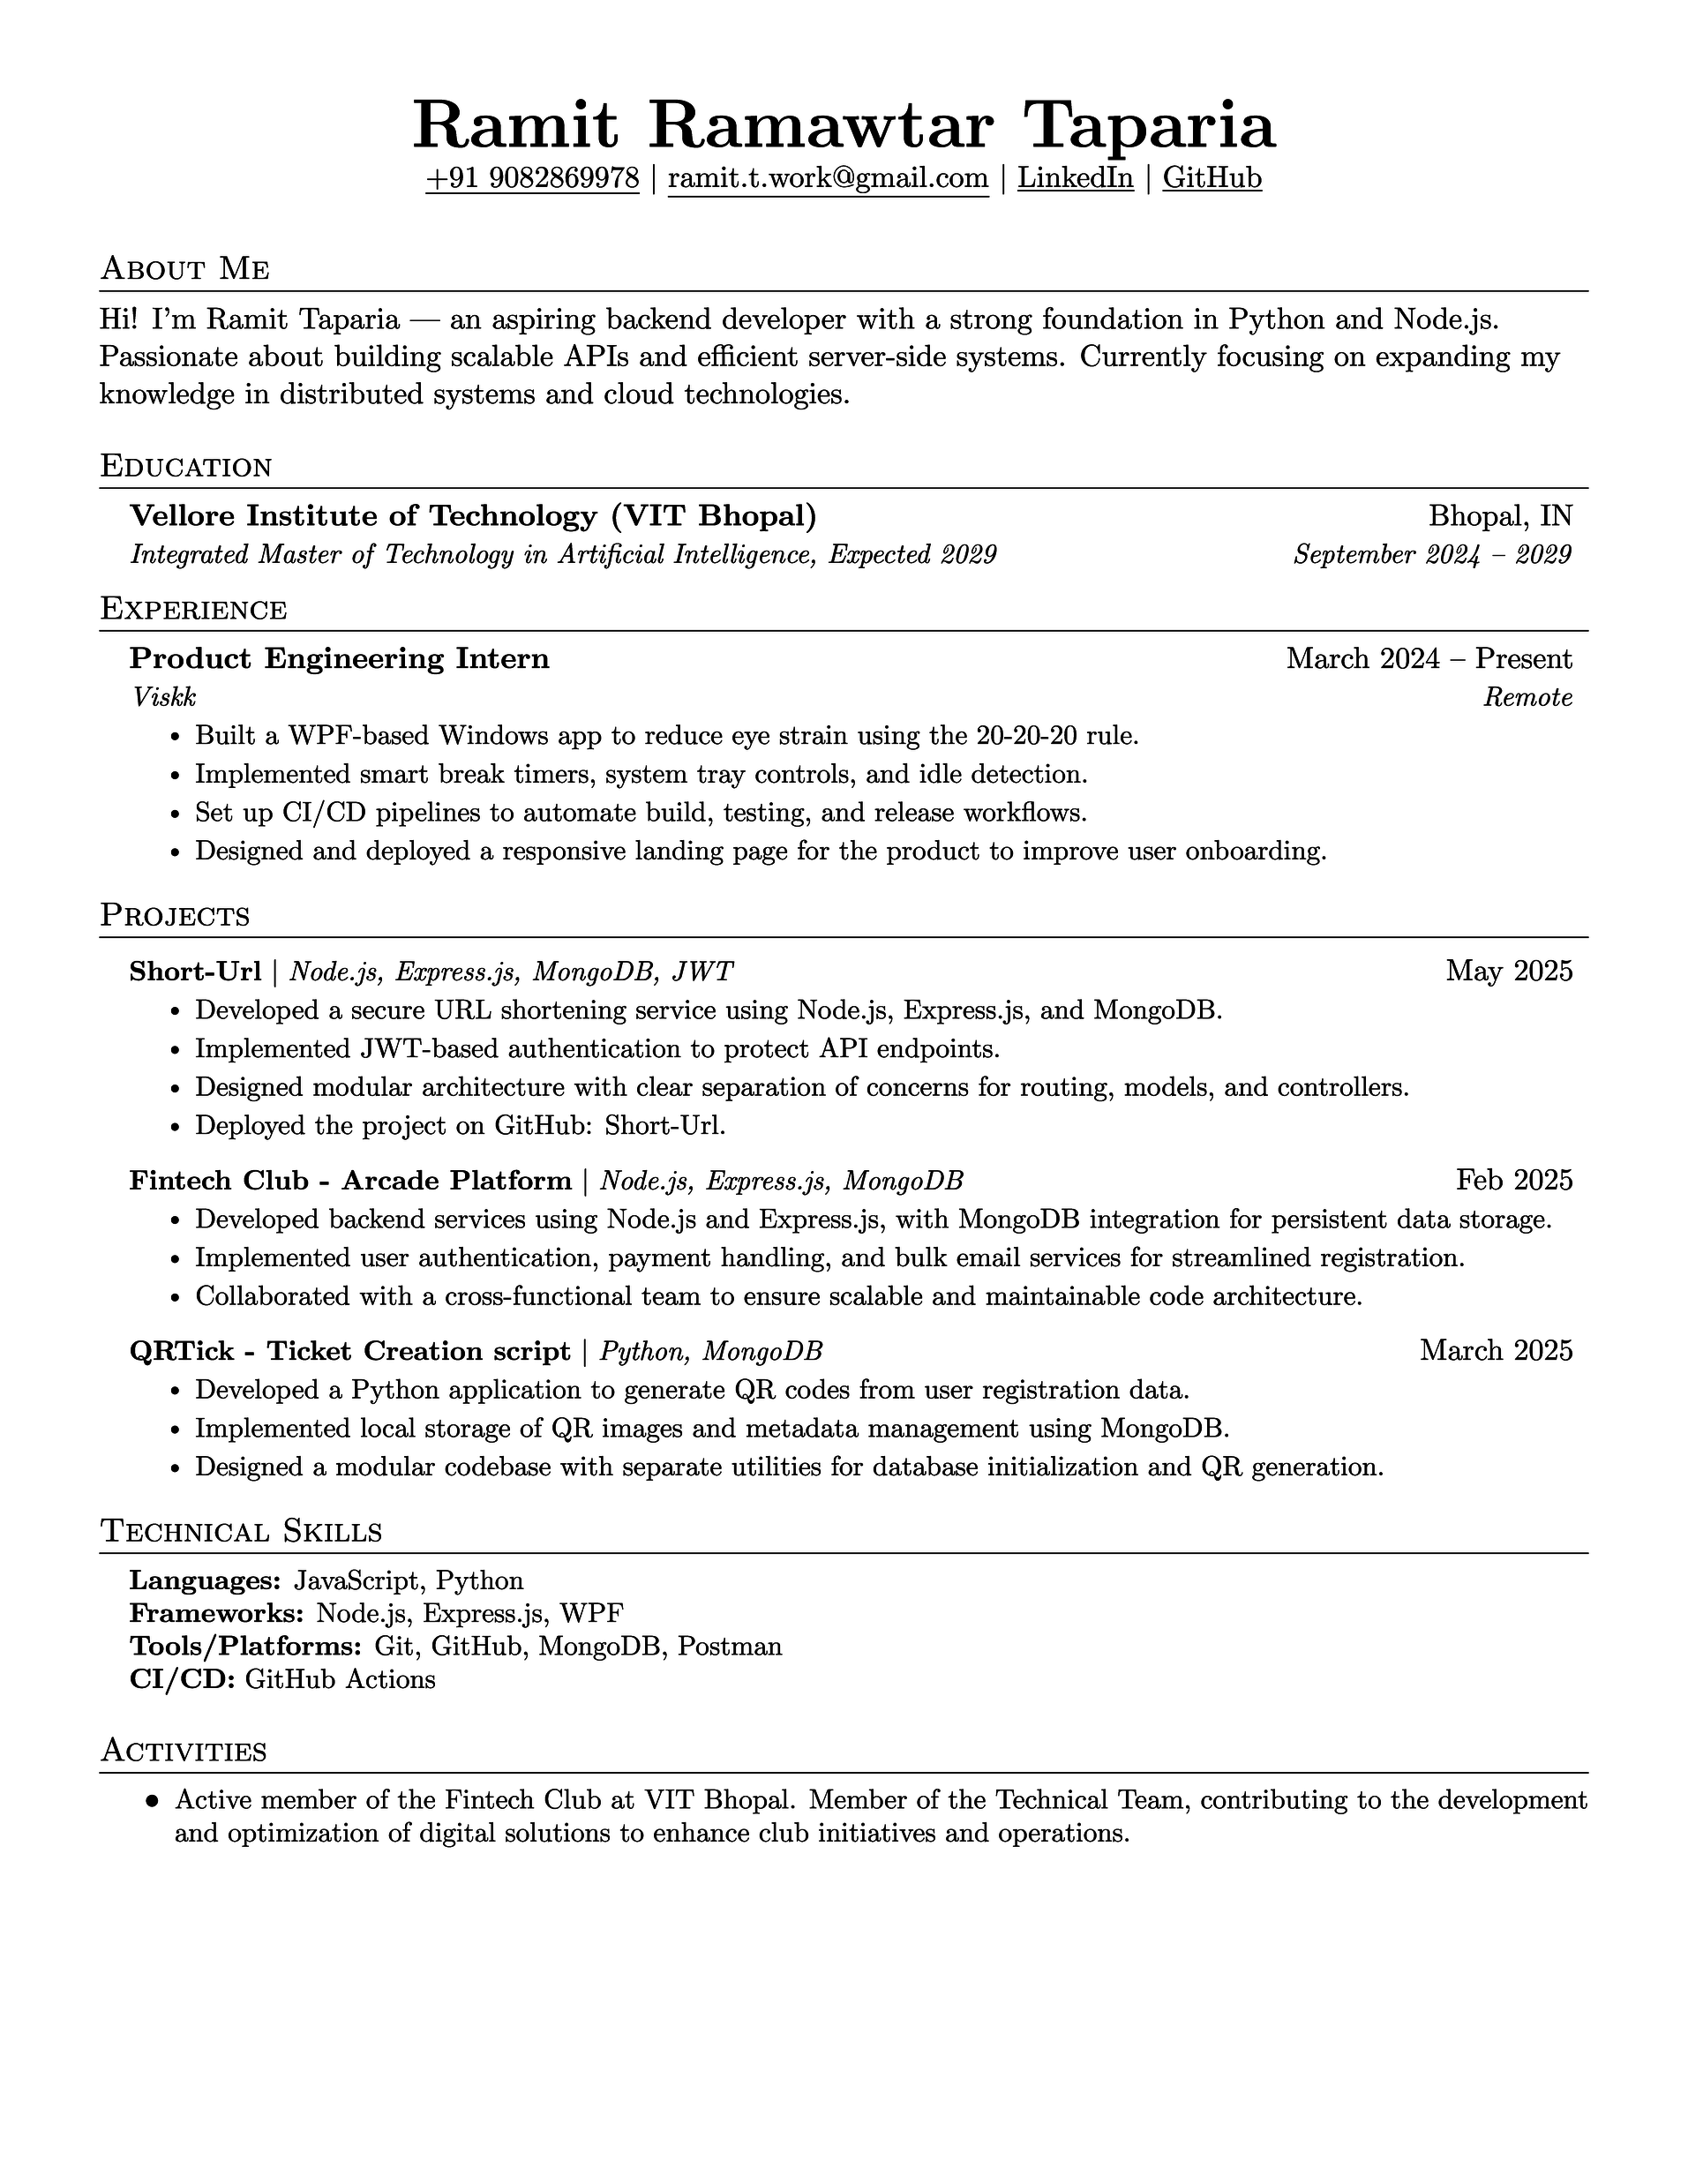 Ramit Ramawtar Taparia
+91 9082869978 | ramit.t.work@gmail.com | LinkedIn | GitHub
About Me
Hi! I'm Ramit Taparia — an aspiring backend developer with a strong foundation in Python and Node.js.
Passionate about building scalable APIs and efficient server-side systems. Currently focusing on expanding my
knowledge in distributed systems and cloud technologies.
Education
Vellore Institute of Technology (VIT Bhopal) Bhopal, IN
Integrated Master of Technology in Artificial Intelligence, Expected 2029 September 2024 – 2029
Experience
Product Engineering Intern March 2024 – Present
Viskk Remote
• Built a WPF-based Windows app to reduce eye strain using the 20-20-20 rule.
• Implemented smart break timers, system tray controls, and idle detection.
• Set up CI/CD pipelines to automate build, testing, and release workflows.
• Designed and deployed a responsive landing page for the product to improve user onboarding.
Projects
Short-Url | Node.js, Express.js, MongoDB, JWT May 2025
• Developed a secure URL shortening service using Node.js, Express.js, and MongoDB.
• Implemented JWT-based authentication to protect API endpoints.
• Designed modular architecture with clear separation of concerns for routing, models, and controllers.
• Deployed the project on GitHub: Short-Url.
Fintech Club - Arcade Platform | Node.js, Express.js, MongoDB Feb 2025
• Developed backend services using Node.js and Express.js, with MongoDB integration for persistent data storage.
• Implemented user authentication, payment handling, and bulk email services for streamlined registration.
• Collaborated with a cross-functional team to ensure scalable and maintainable code architecture.
QRTick - Ticket Creation script | Python, MongoDB March 2025
• Developed a Python application to generate QR codes from user registration data.
• Implemented local storage of QR images and metadata management using MongoDB.
• Designed a modular codebase with separate utilities for database initialization and QR generation.
Technical Skills
Languages: JavaScript, Python
Frameworks: Node.js, Express.js, WPF
Tools/Platforms: Git, GitHub, MongoDB, Postman
CI/CD: GitHub Actions
Activities
• Active member of the Fintech Club at VIT Bhopal. Member of the Technical Team, contributing to the development
and optimization of digital solutions to enhance club initiatives and operations.